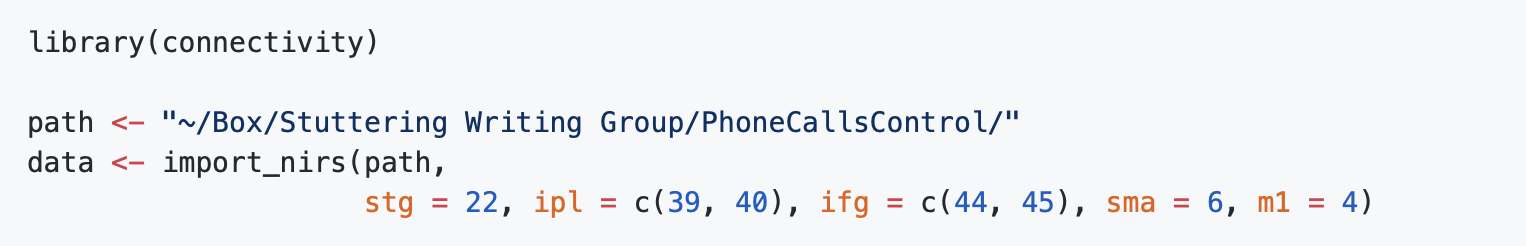 library(connectivity)
path <- "~/Box/Stuttering Writing Group/PhoneCallsControl/"
data <- import_nirs(path,
stg = 22, ipl = c(39, 40), ifg = c(44, 45), sma = 6, m1 = 4)